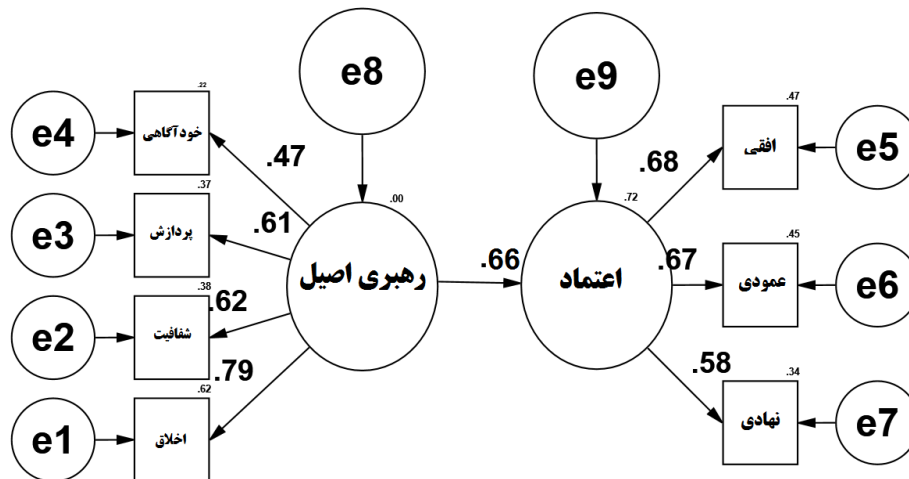 e8
e9
.22
.47
e4
خودآگاهی
.47
.68
افقی
e5
.37
.00
.72
e3
پردازش
.61
رهبری اصیل
.66
اعتماد
.67
.45
عمودی
e6
.38
e2
شفافیت
.62
.79
.58
.62
.34
e1
اخلاق
نهادی
e7